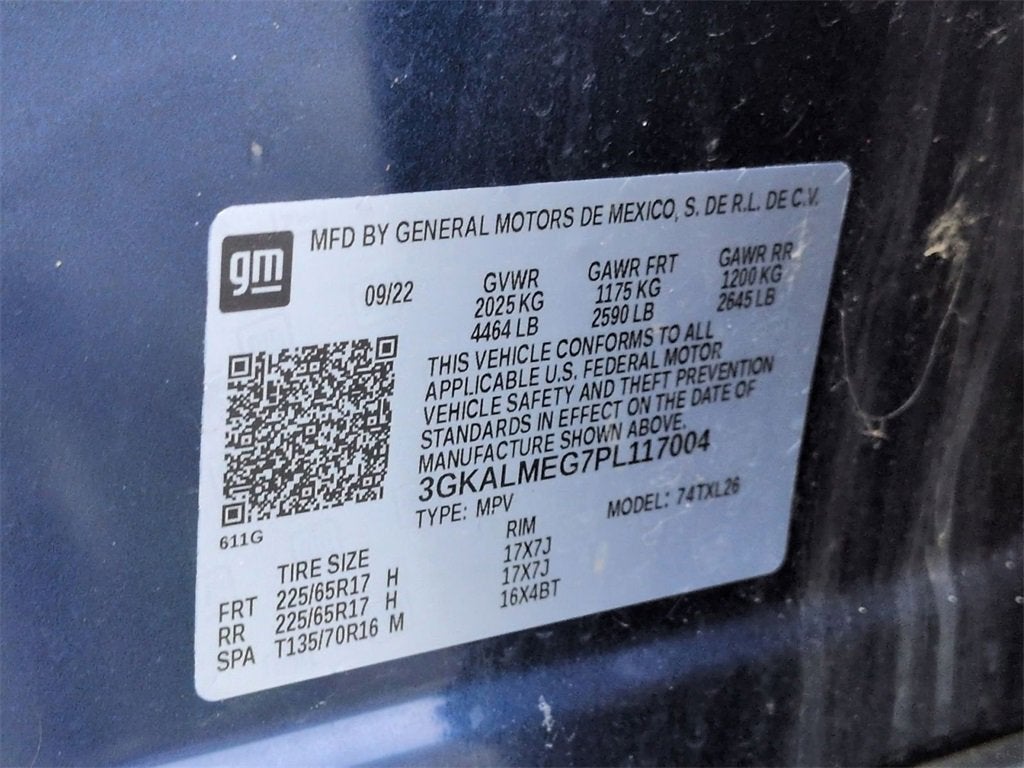 gm
MFD BY GENERAL MOTORS DE MEXICO, S. DE R.L. DE C.V.
09/22
GVWR GAWR FRT GAWR RR
2025 KG 1175 KG 1200 KG
4464 LB 2590 LB 2645 LB
THIS VEHICLE CONFORMS TO ALL
APPLICABLE U.S. FEDERAL MOTOR
VEHICLE SAFETY AND THEFT PREVENTION
STANDARDS IN EFFECT ON THE DATE OF
MANUFACTURE SHOWN ABOVE.
3GKALMEG7PL117004
TYPE: MPV MODEL: 74TXL26
611G
TIRE SIZE RIM
FRT 225/65R17 H 17X7J
RR 225/65R17 H 17X7J
SPA T135/70R16 M 16X4BT